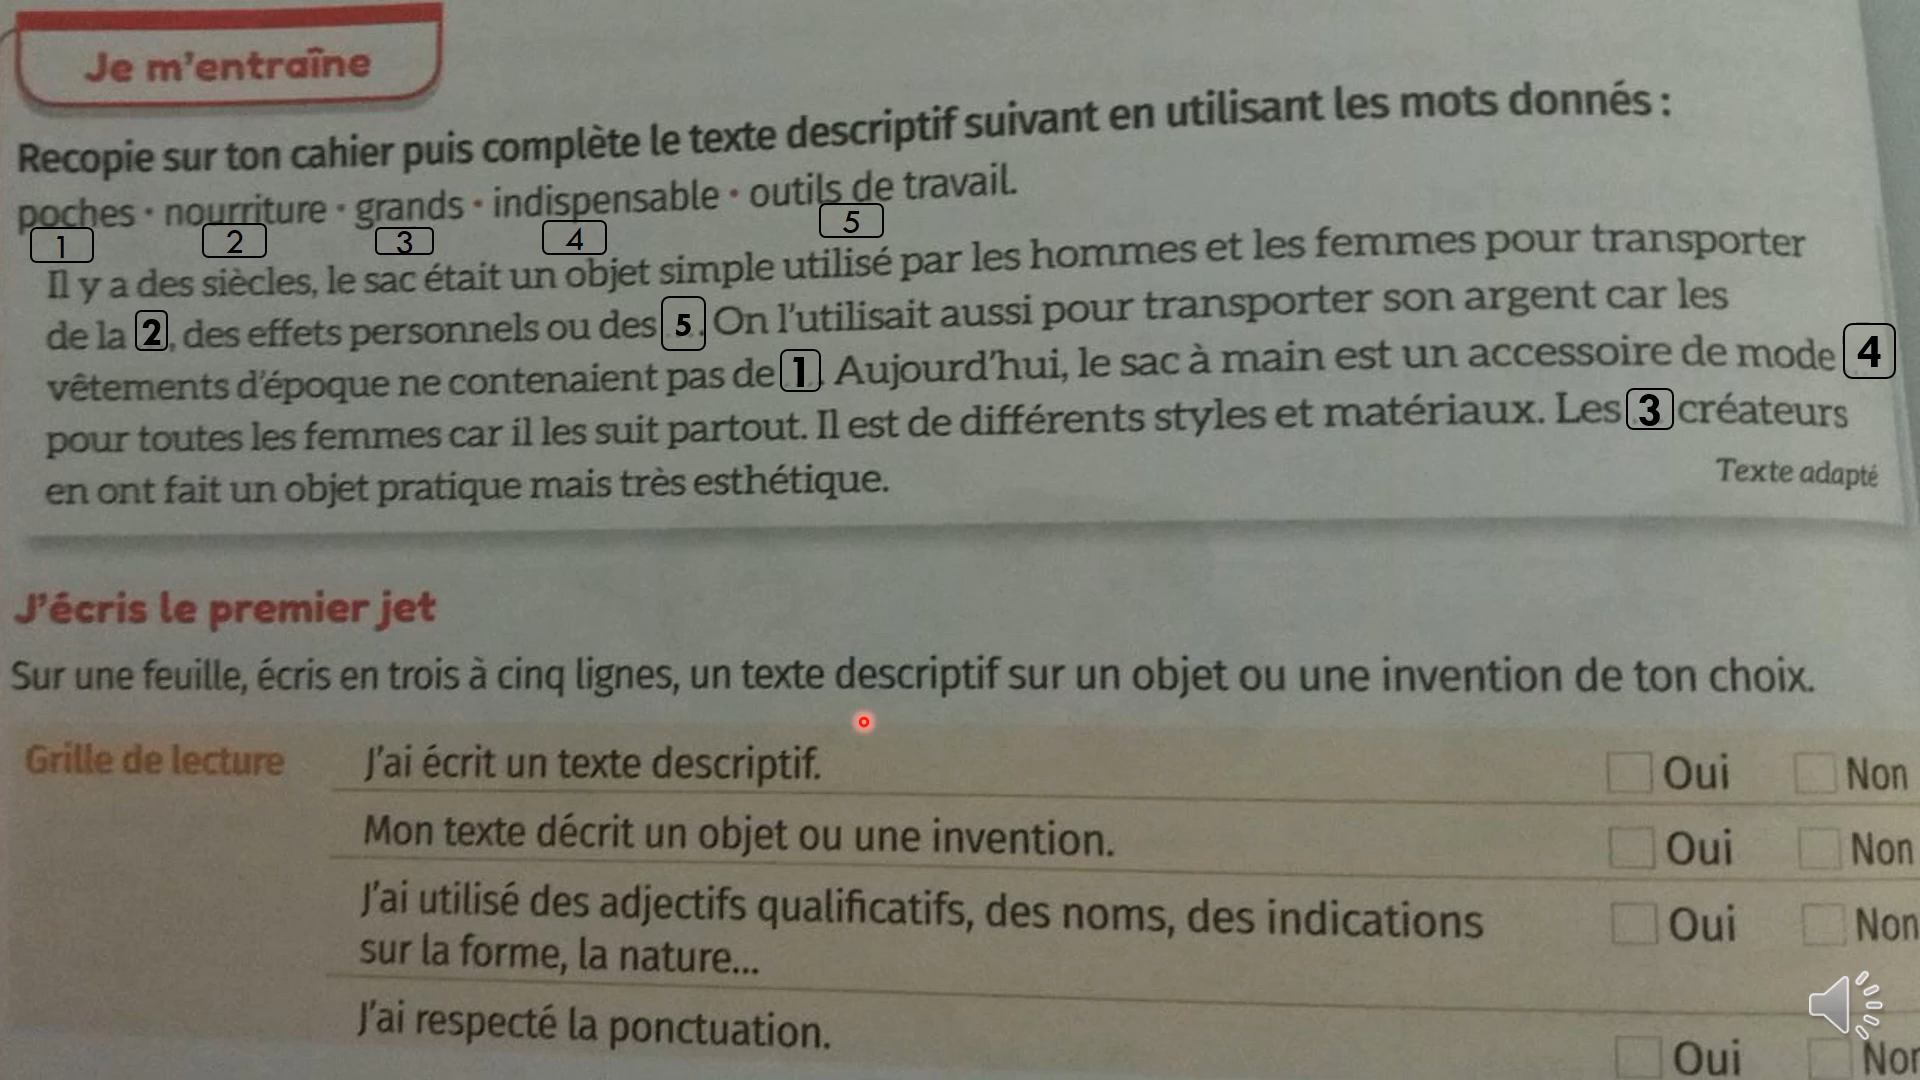 Je m'entraîne
Recopie sur ton cahier puis complète le texte descriptif suivant en utilisant les mots donnés :
poches · nourriture · grands · indispensable · outils de travail.
1 2 3 4 5
Il y a des siècles, le sac était un objet simple utilisé par les hommes et les femmes pour transporter
de la 2, des effets personnels ou des 5. On l'utilisait aussi pour transporter son argent car les
vêtements d'époque ne contenaient pas de 1. Aujourd'hui, le sac à main est un accessoire de mode 4
pour toutes les femmes car il les suit partout. Il est de différents styles et matériaux. Les 3 créateurs
en ont fait un objet pratique mais très esthétique.
Texte adapté
J'écris le premier jet
Sur une feuille, écris en trois à cinq lignes, un texte descriptif sur un objet ou une invention de ton choix.
Grille de lecture
J'ai écrit un texte descriptif. Oui Non
Mon texte décrit un objet ou une invention. Oui Non
J'ai utilisé des adjectifs qualificatifs, des noms, des indications Oui Non
sur la forme, la nature...
J'ai respecté la ponctuation. Oui Non